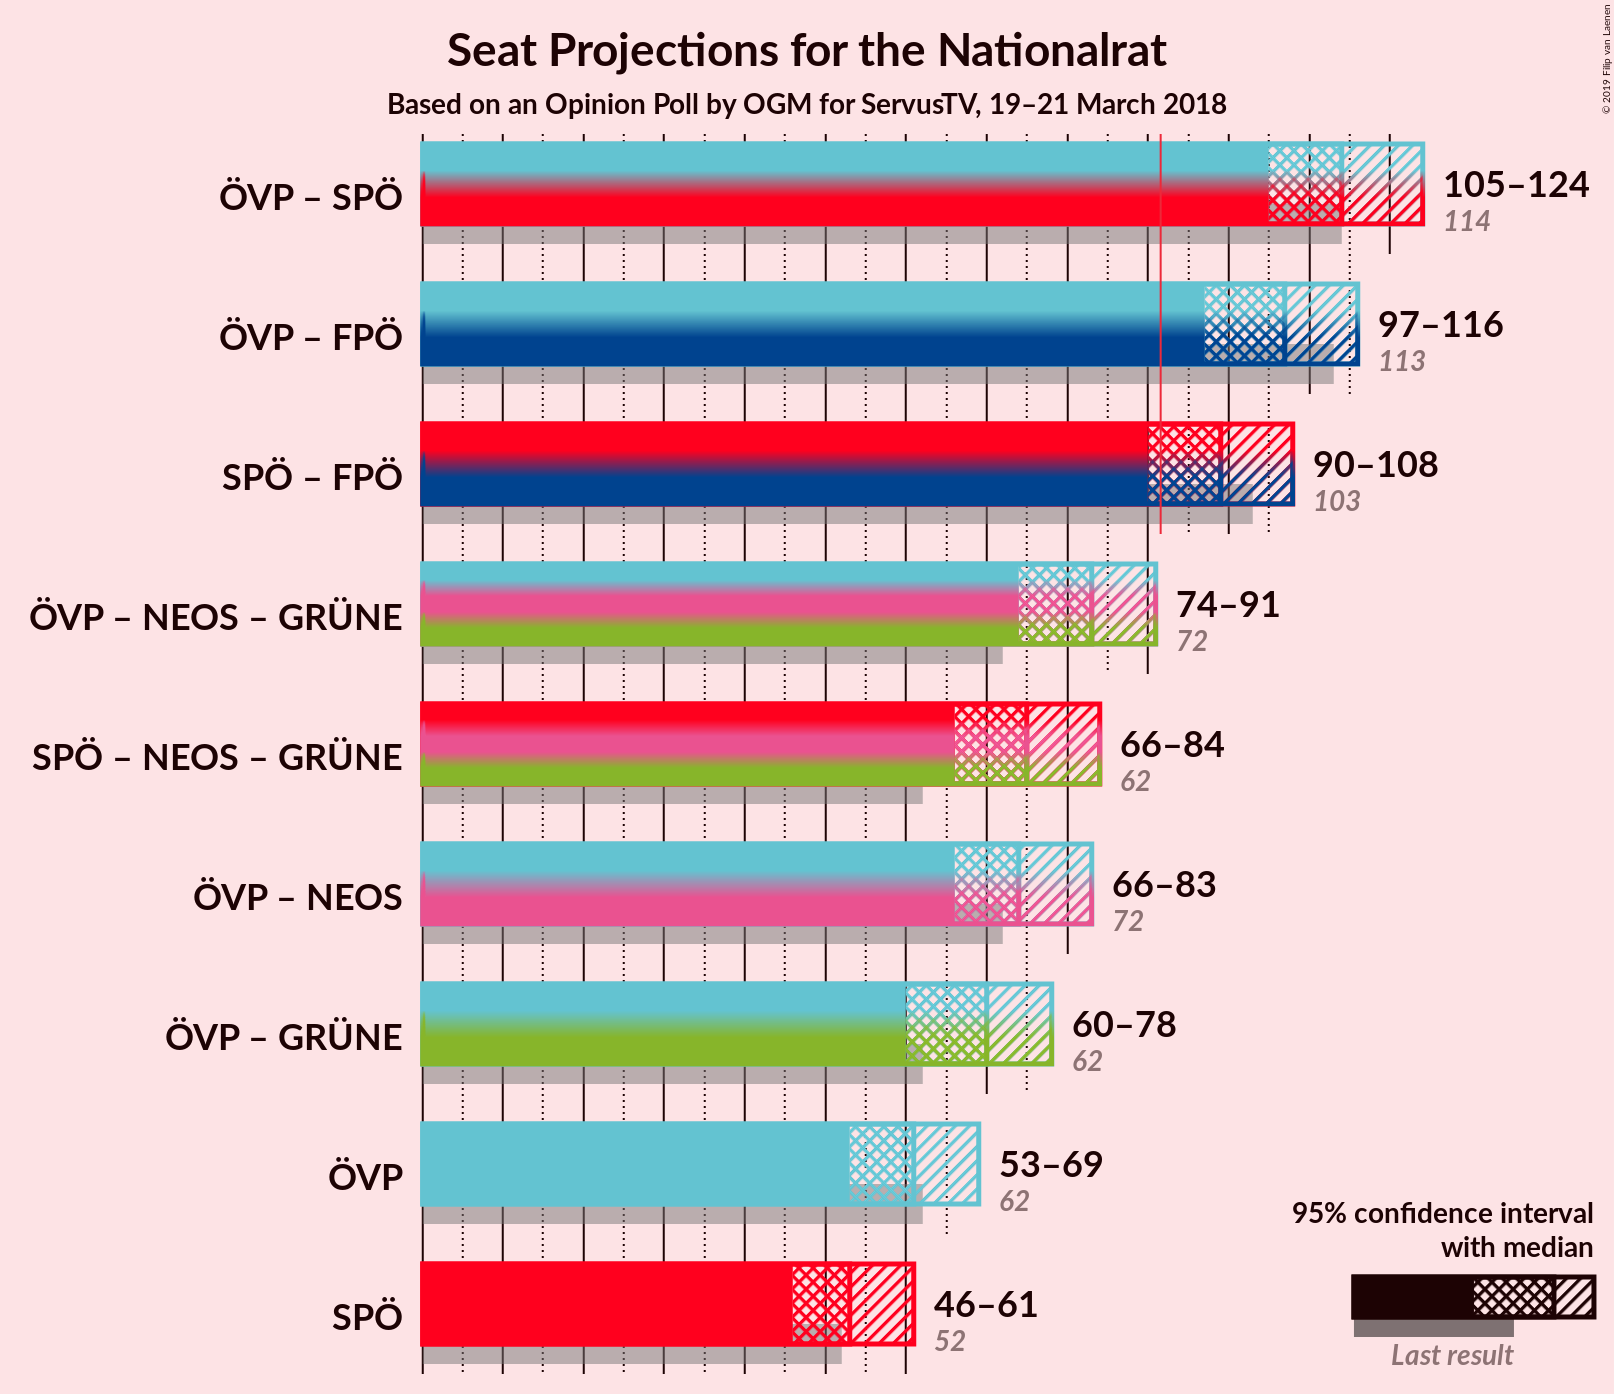 Seat Projections for the Nationalrat
Based on an Opinion Poll by OGM for ServusTV, 19–21 March 2018
© 2019 Filip van Laenen
ÖVP – SPÖ
105–124
114
ÖVP – FPÖ
97–116
113
SPÖ – FPÖ
90–108
103
ÖVP – NEOS – GRÜNE
74–91
72
SPÖ – NEOS – GRÜNE
66–84
62
ÖVP – NEOS
66–83
72
ÖVP – GRÜNE
60–78
62
ÖVP
53–69
62
SPÖ
46–61
52
95% confidence interval
with median
Last result